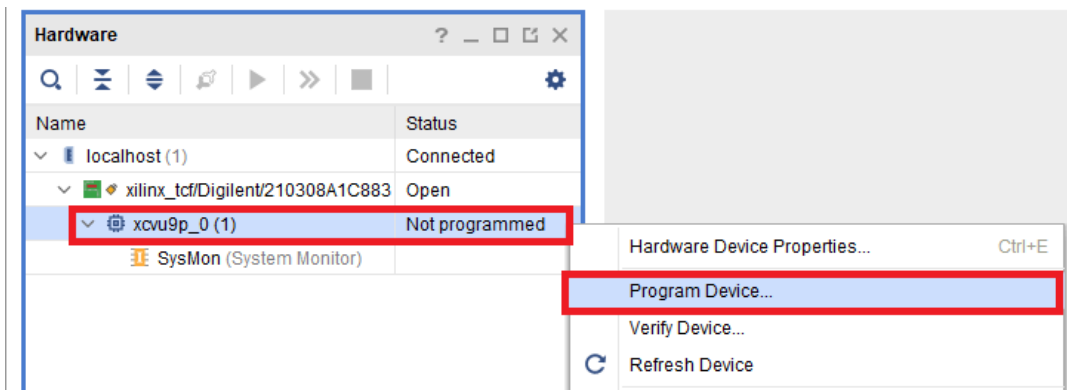 Hardware
Name Status
localhost (1) Connected
xilinx_tcf/Digilent/210308A1C883 Open
xcvu9p_0 (1) Not programmed
SysMon (System Monitor)
Hardware Device Properties... Ctrl+E
Program Device...
Verify Device...
Refresh Device